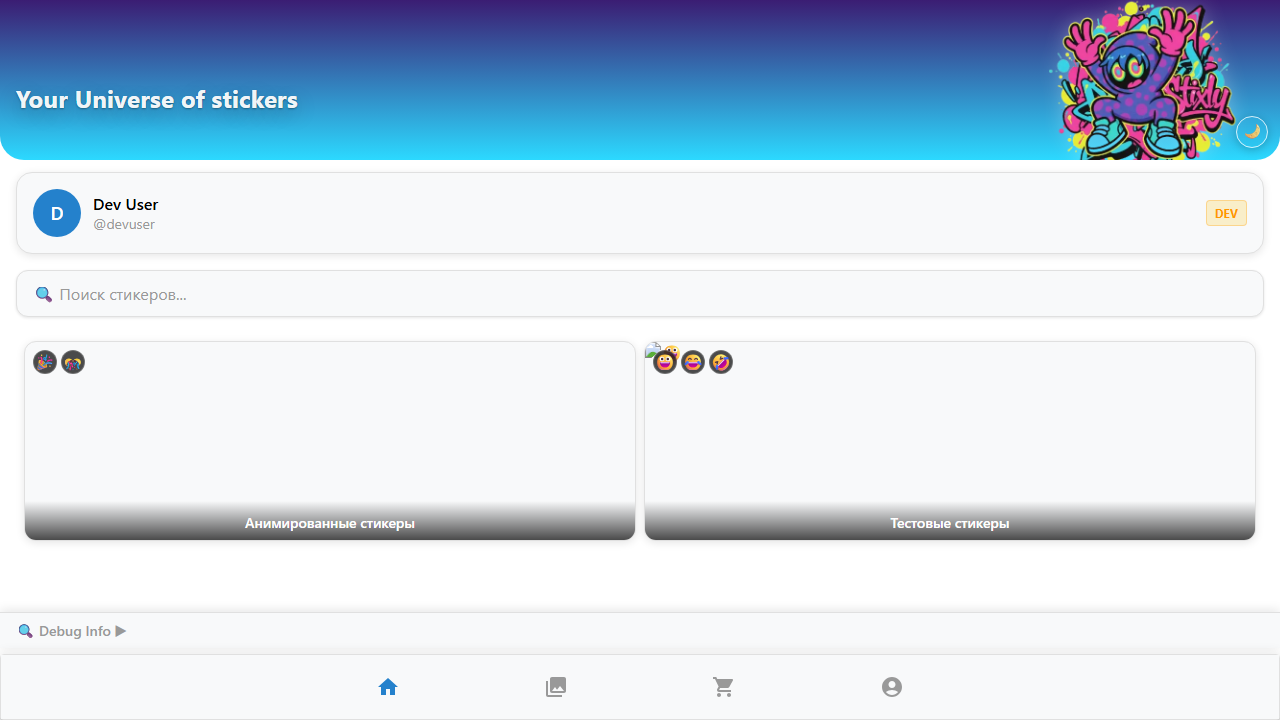 Your Universe of stickers
Stixly
D
Dev User
@devuser
DEV
Поиск стикеров...
Анимированные стикеры
Тестовые стикеры
Debug Info